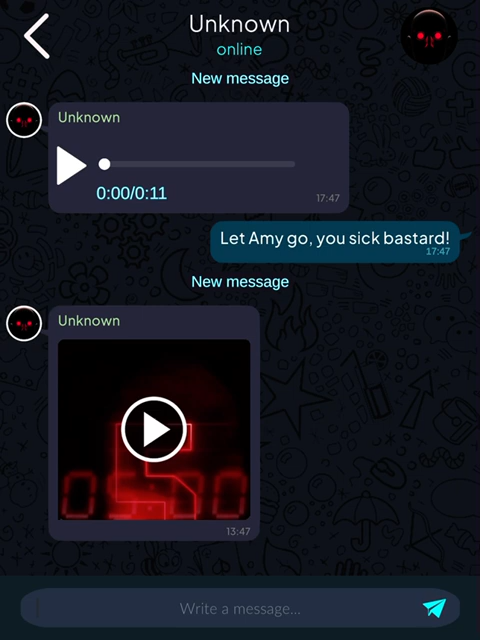 Unknown
online
New message
Unknown
0:00/0:11
17:47
Let Amy go, you sick bastard!
17:47
New message
Unknown
13:47
Write a message...